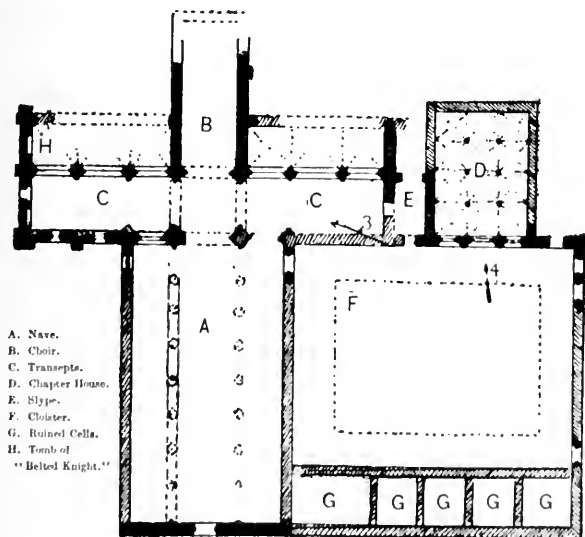 B
H
C
C
3
E
D
A
F
4
A. Nave.
B. Choir.
C. Transepts.
D. Chapter House.
E. Slype.
F. Cloister.
G. Ruined Cells.
H. Tomb of
"Belted Knight."
G
G
G
G
G